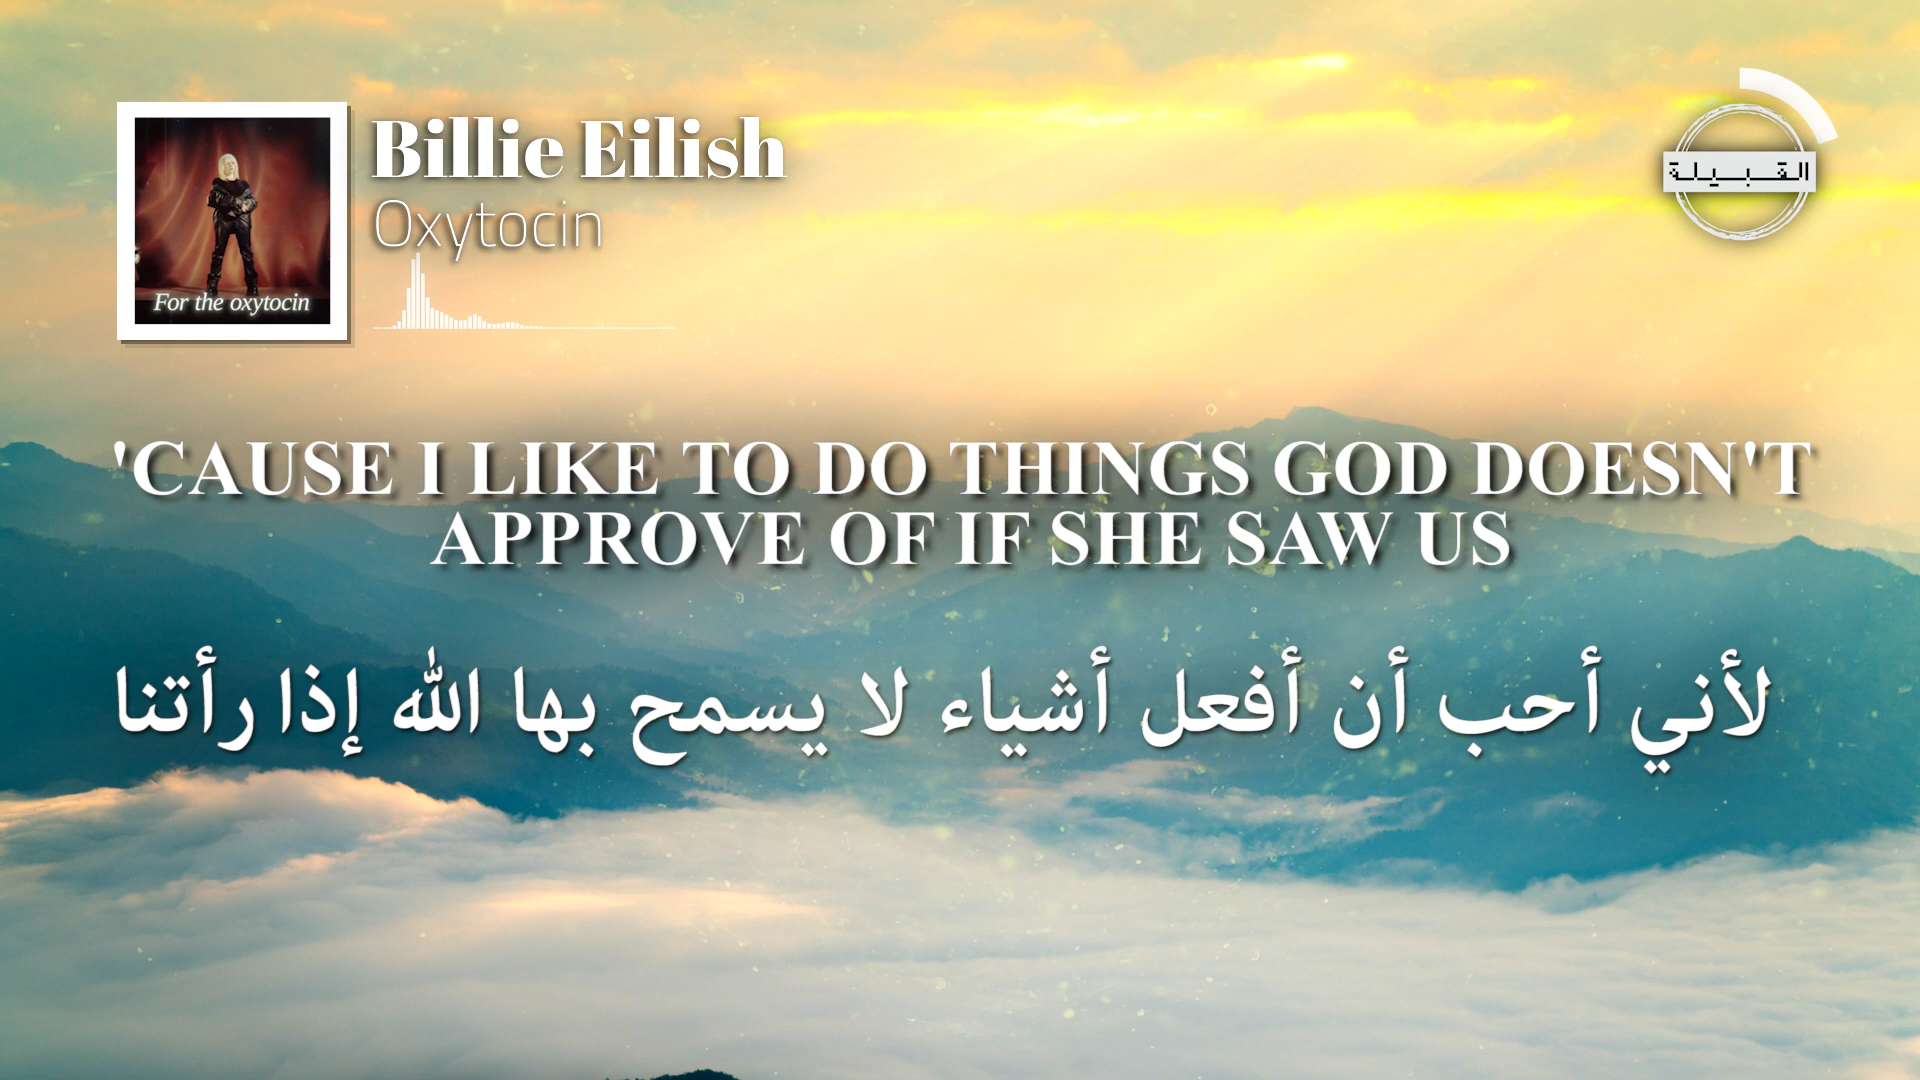 Billie Eilish
Oxytocin
For the oxytocin
القبيلة
'CAUSE I LIKE TO DO THINGS GOD DOESN'T
APPROVE OF IF SHE SAW US
لأني أحب أن أفعل أشياء لا يسمح بها الله إذا رأتنا